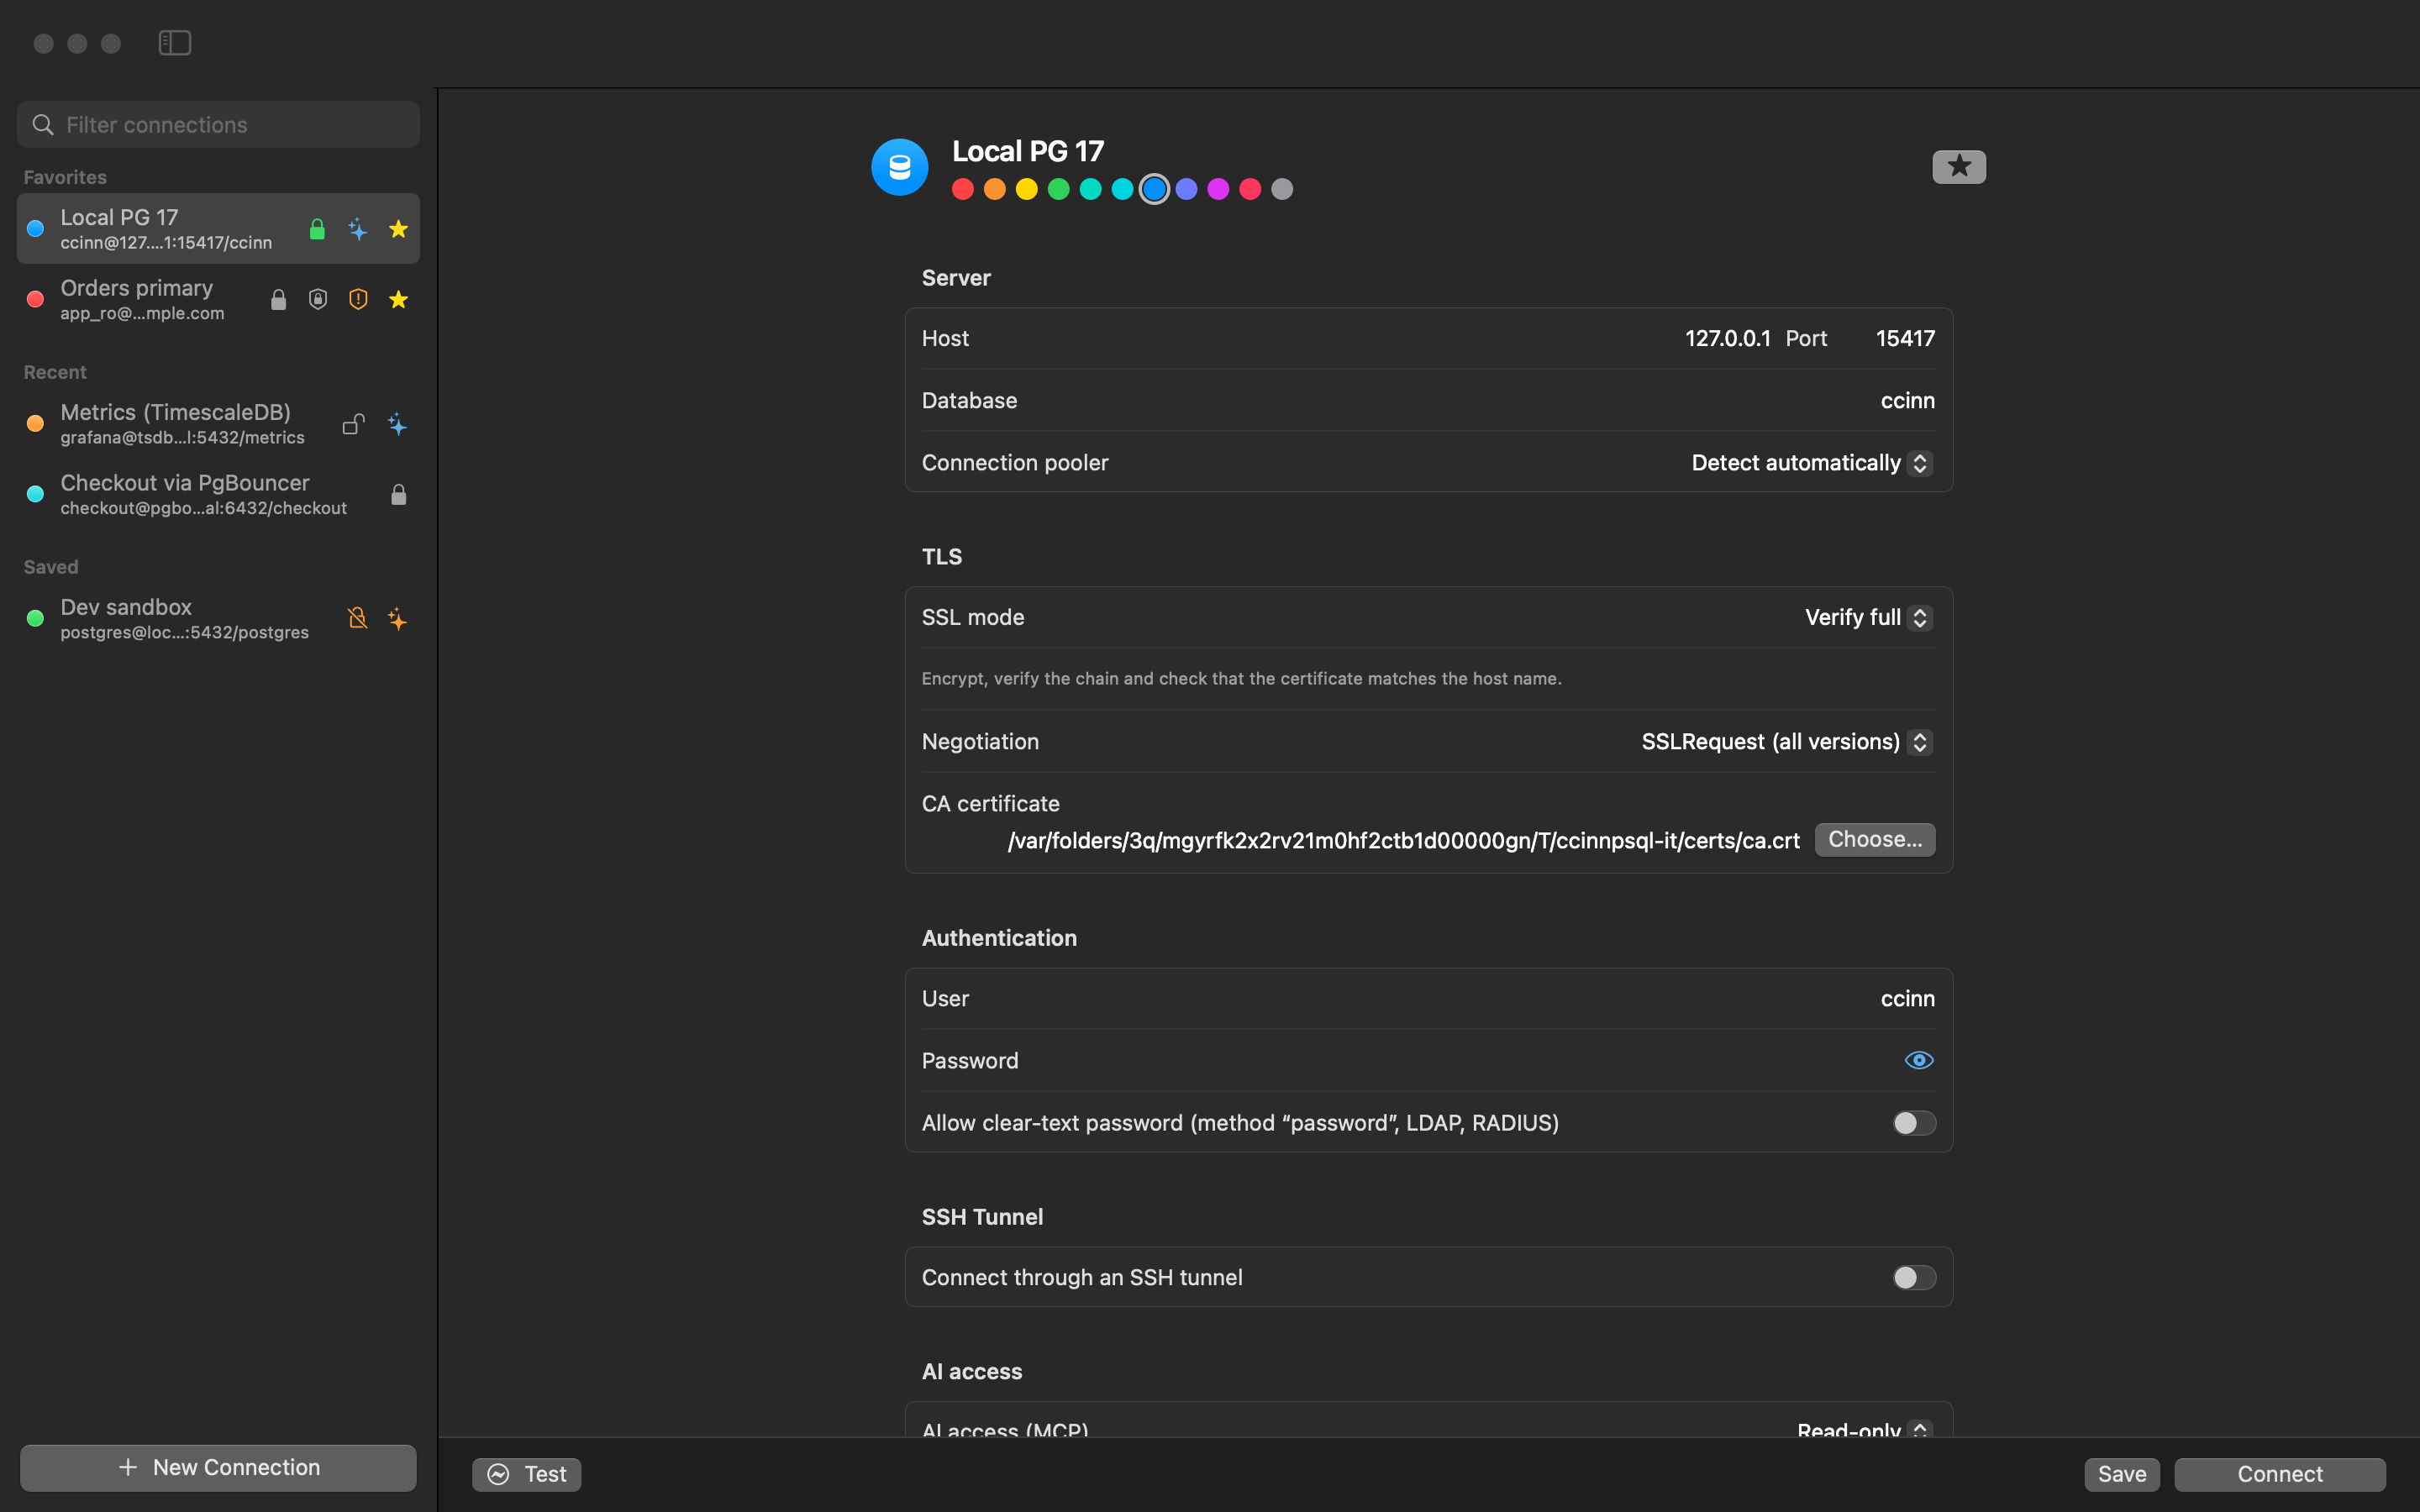 Filter connections
Favorites
Local PG 17
ccinn@127....1:15417/ccinn
Orders primary
app_ro@...mple.com
Recent
Metrics (TimescaleDB)
grafana@tsdb...l:5432/metrics
Checkout via PgBouncer
checkout@pgbo...al:6432/checkout
Saved
Dev sandbox
postgres@loc...:5432/postgres
New Connection
Local PG 17
Server
Host 127.0.0.1 Port 15417
Database ccinn
Connection pooler Detect automatically
TLS
SSL mode Verify full
Encrypt, verify the chain and check that the certificate matches the host name.
Negotiation SSLRequest (all versions)
CA certificate
/var/folders/3q/mgyrfk2x2rv21m0hf2ctb1d00000gn/T/ccinnpsql-it/certs/ca.crt Choose...
Authentication
User ccinn
Password
Allow clear-text password (method “password”, LDAP, RADIUS)
SSH Tunnel
Connect through an SSH tunnel
AI access
AI access (MCP) Read-only
Test Save Connect